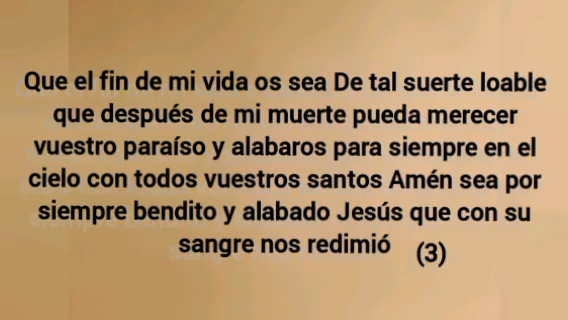 Que el fin de mi vida os sea De tal suerte loable
que después de mi muerte pueda merecer
vuestro paraíso y alabaros para siempre en el
cielo con todos vuestros santos Amén sea por
siempre bendito y alabado Jesús que con su
sangre nos redimió (3)